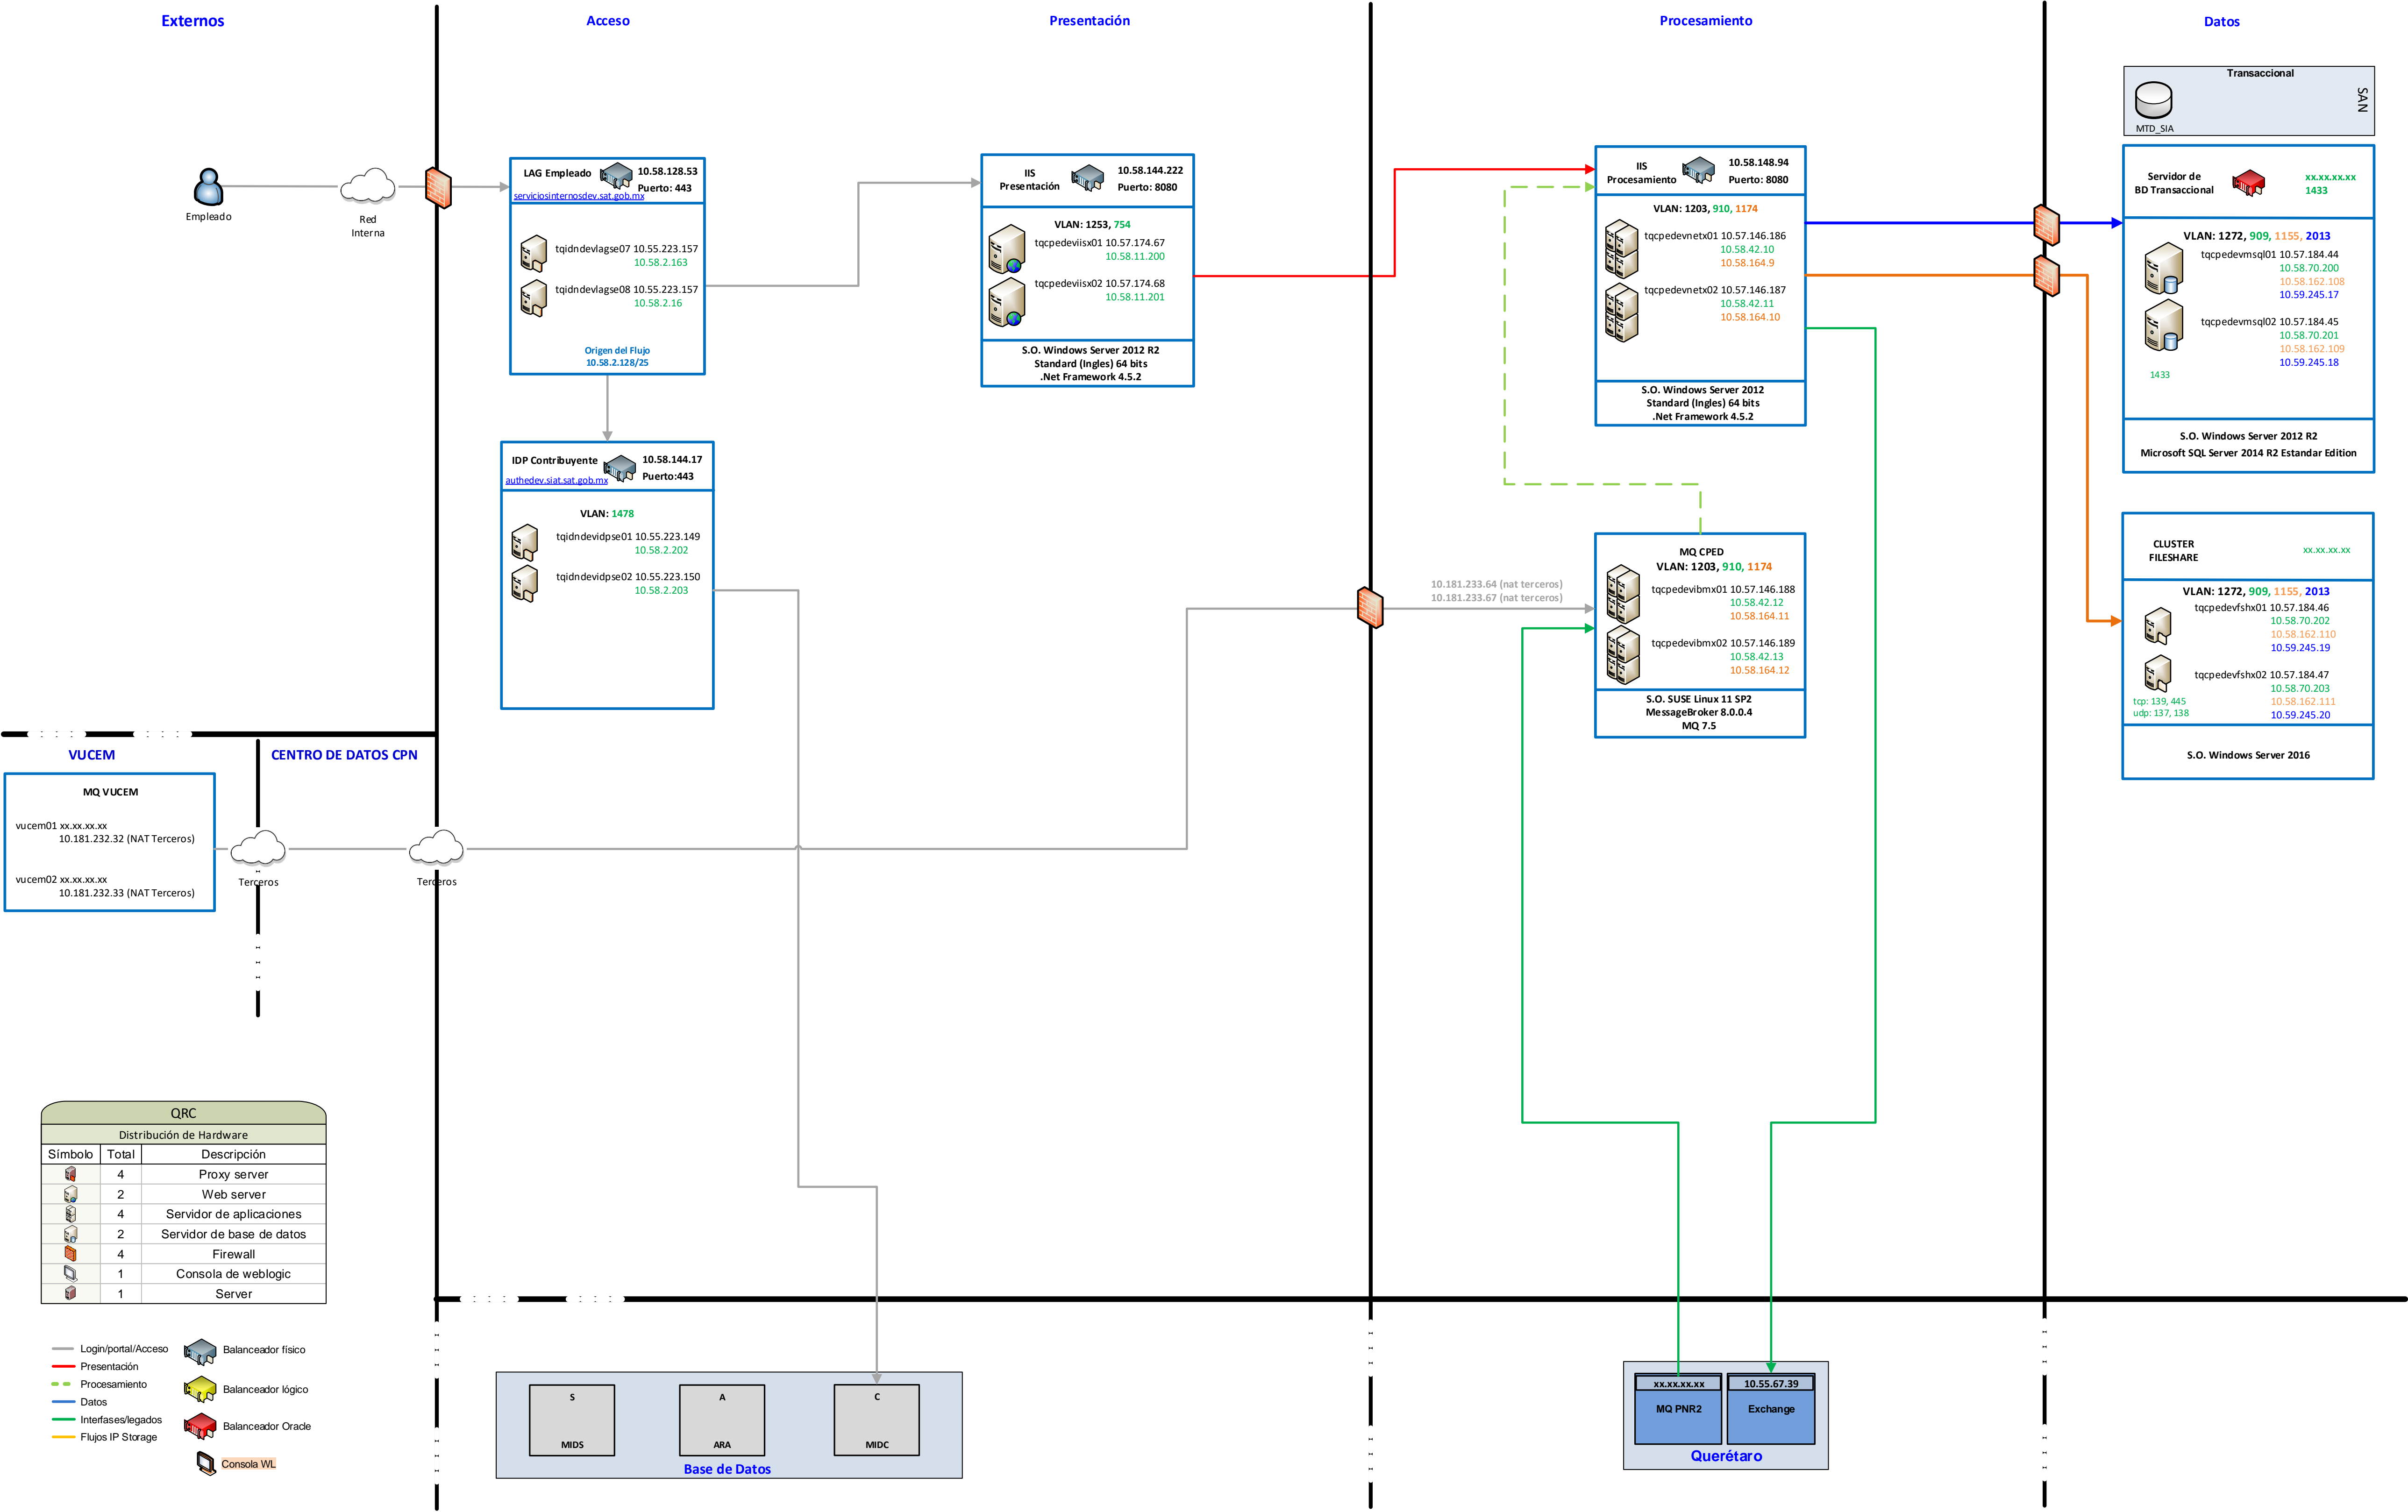 Externos
Acceso
Presentación
Procesamiento
Datos
Empleado
Red
Interna
LAG Empleado
10.58.128.53
Puerto: 443
serviciosinternosdev.sat.gob.mx
tqidndevlagse07 10.55.223.157
10.58.2.163
tqidndevlagse08 10.55.223.157
10.58.2.16
Origen del Flujo
10.58.2.128/25
IDP Contribuyente
10.58.144.17
Puerto:443
authedev.siat.sat.gob.mx
VLAN: 1478
tqidndevidpse01 10.55.223.149
10.58.2.202
tqidndevidpse02 10.55.223.150
10.58.2.203
IIS
Presentación
10.58.144.222
Puerto: 8080
VLAN: 1253, 754
tqcpedeviisx01 10.57.174.67
10.58.11.200
tqcpedeviisx02 10.57.174.68
10.58.11.201
S.O. Windows Server 2012 R2
Standard (Ingles) 64 bits
.Net Framework 4.5.2
IIS
Procesamiento
10.58.148.94
Puerto: 8080
VLAN: 1203, 910, 1174
tqcpedevnetx01 10.57.146.186
10.58.42.10
10.58.164.9
tqcpedevnetx02 10.57.146.187
10.58.42.11
10.58.164.10
S.O. Windows Server 2012
Standard (Ingles) 64 bits
.Net Framework 4.5.2
10.181.233.64 (nat terceros)
10.181.233.67 (nat terceros)
MQ CPED
VLAN: 1203, 910, 1174
tqcpedevibmx01 10.57.146.188
10.58.42.12
10.58.164.11
tqcpedevibmx02 10.57.146.189
10.58.42.13
10.58.164.12
S.O. SUSE Linux 11 SP2
MessageBroker 8.0.0.4
MQ 7.5
Transaccional
SAN
MTD_SIA
Servidor de
BD Transaccional
xx.xx.xx.xx
1433
VLAN: 1272, 909, 1155, 2013
tqcpedevmsql01 10.57.184.44
10.58.70.200
10.58.162.108
10.59.245.17
tqcpedevmsql02 10.57.184.45
10.58.70.201
10.58.162.109
10.59.245.18
1433
S.O. Windows Server 2012 R2
Microsoft SQL Server 2014 R2 Estandar Edition
CLUSTER
FILESHARE
xx.xx.xx.xx
VLAN: 1272, 909, 1155, 2013
tqcpedevfshx01 10.57.184.46
10.58.70.202
10.58.162.110
10.59.245.19
tqcpedevfshx02 10.57.184.47
10.58.70.203
10.58.162.111
10.59.245.20
tcp: 139, 445
udp: 137, 138
S.O. Windows Server 2016
VUCEM
CENTRO DE DATOS CPN
MQ VUCEM
vucem01 xx.xx.xx.xx
10.181.232.32 (NAT Terceros)
vucem02 xx.xx.xx.xx
10.181.232.33 (NAT Terceros)
Terceros
Terceros
QRC
Distribución de Hardware
Símbolo Total Descripción
4 Proxy server
2 Web server
4 Servidor de aplicaciones
2 Servidor de base de datos
4 Firewall
1 Consola de weblogic
1 Server
Login/portal/Acceso
Presentación
Procesamiento
Datos
Interfases/legados
Flujos IP Storage
Balanceador físico
Balanceador lógico
Balanceador Oracle
Consola WL
S
MIDS
A
ARA
C
MIDC
Base de Datos
xx.xx.xx.xx
MQ PNR2
10.55.67.39
Exchange
Querétaro